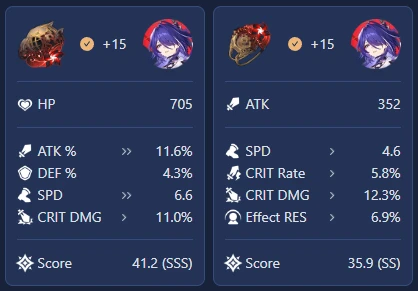 +15
HP 705
ATK % >> 11.6%
DEF % 4.3%
SPD >> 6.6
CRIT DMG > 11.0%
Score 41.2 (SSS)
+15
ATK 352
SPD > 4.6
CRIT Rate > 5.8%
CRIT DMG > 12.3%
Effect RES > 6.9%
Score 35.9 (SS)